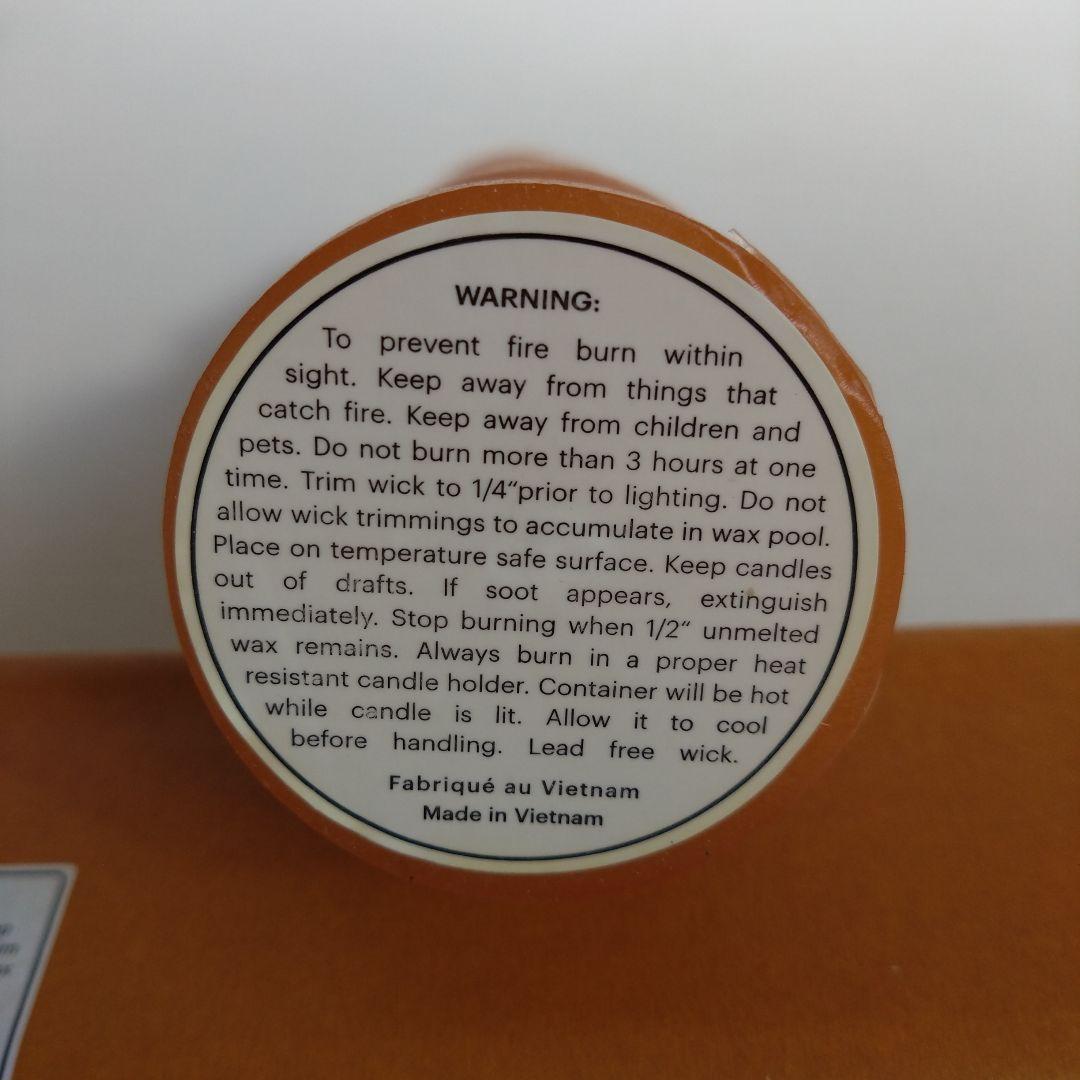 WARNING:
To prevent fire burn within
sight. Keep away from things that
catch fire. Keep away from children and
pets. Do not burn more than 3 hours at one
time. Trim wick to 1/4“prior to lighting. Do not
allow wick trimmings to accumulate in wax pool.
Place on temperature safe surface. Keep candles
out of drafts. If soot appears, extinguish
immediately. Stop burning when 1/2“ unmelted
wax remains. Always burn in a proper heat
resistant candle holder. Container will be hot
while candle is lit. Allow it to cool
before handling. Lead free wick.
Fabriqué au Vietnam
Made in Vietnam